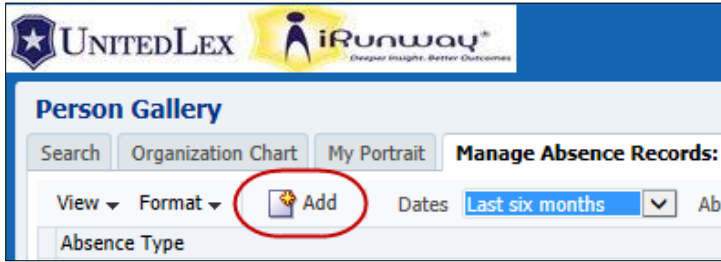 UNITEDLEX iRunway*
Deeper Insight. Better Outcomes
Person Gallery
Search Organization Chart My Portrait Manage Absence Records:
View Format Add Dates Last six months Ab
Absence Type